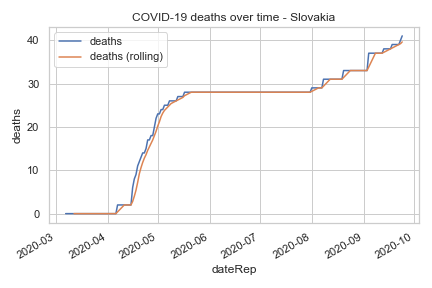 COVID-19 deaths over time - Slovakia
deaths
deaths (rolling)
40
30
20
10
0
deaths
2020-03
2020-04
2020-05
2020-06
2020-07
2020-08
2020-09
2020-10
dateRep